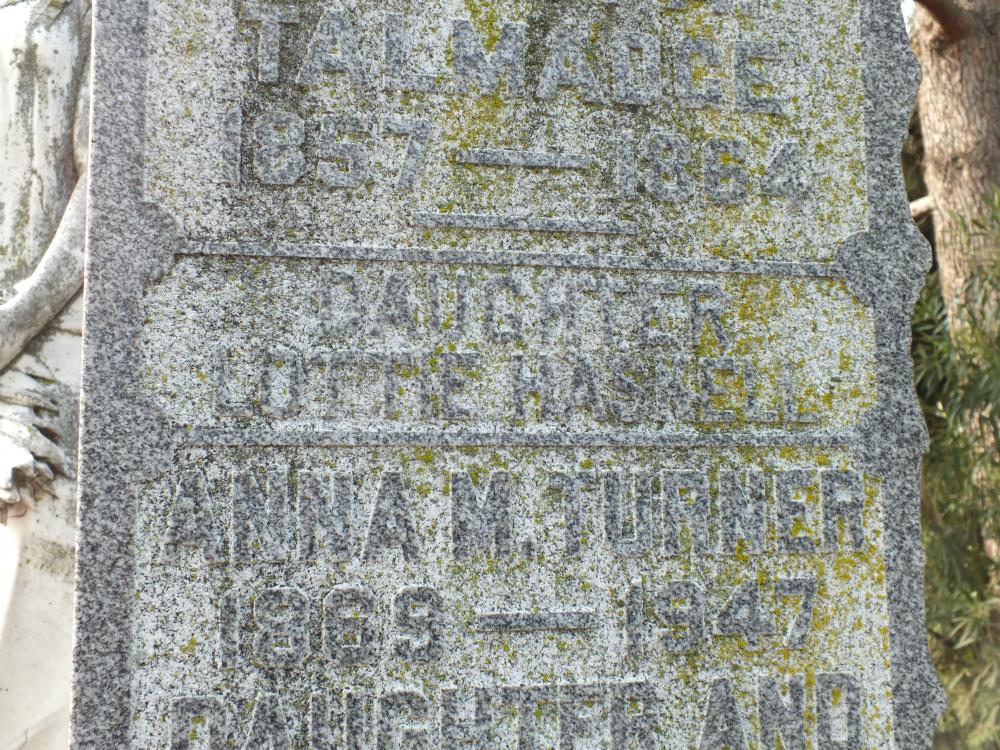 TALMADGE
1857 — 1864
DAUGHTER
LOTTIE HASKELL
ANNA M. TURNER
1869 — 1947
DAUGHTER AND